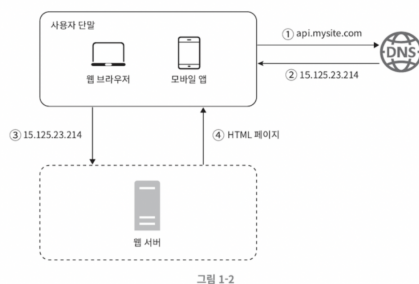 사용자 단말
웹 브라우저
모바일 앱
① api.mysite.com
DNS
② 15.125.23.214
③ 15.125.23.214
④ HTML 페이지
웹 서버
그림 1-2